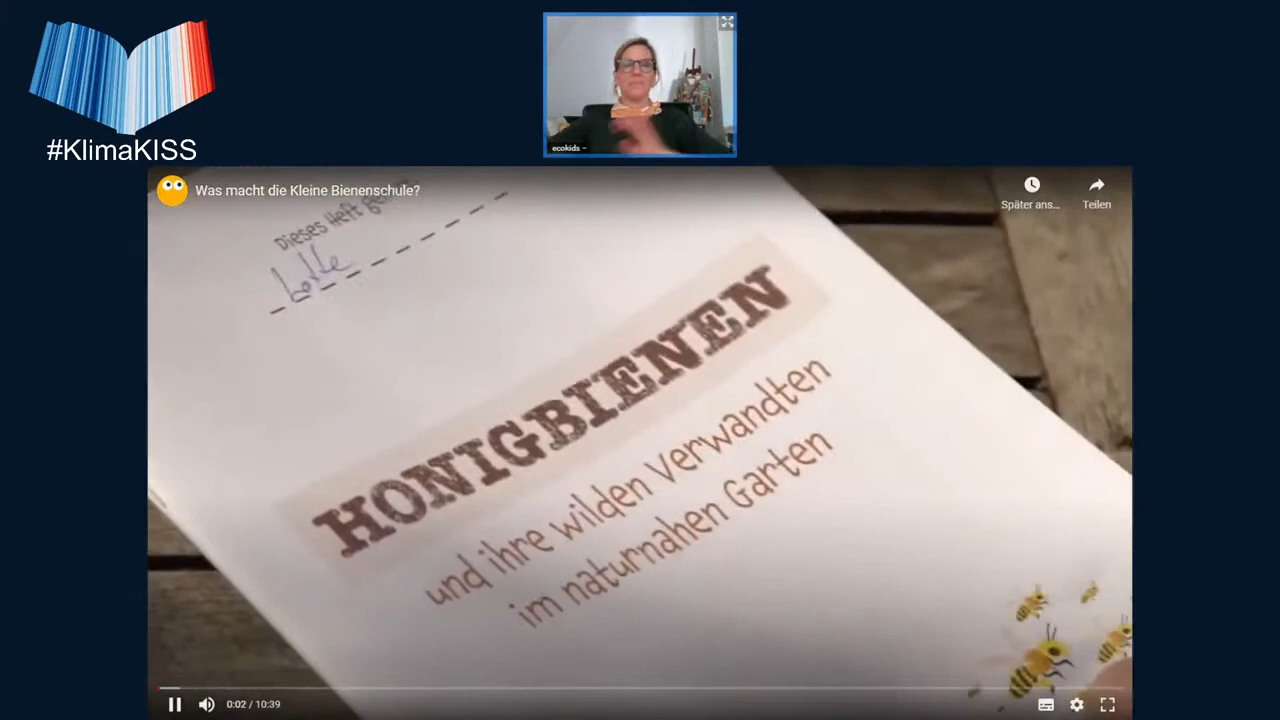 #KlimaKISS
ecokids
Was macht die Kleine Bienenschule?
Später ans...
Teilen
Dieses Heft
Lotte
HONIGBIENEN
und ihre wilden Verwandten
im naturnahen Garten
0:02 / 10:39